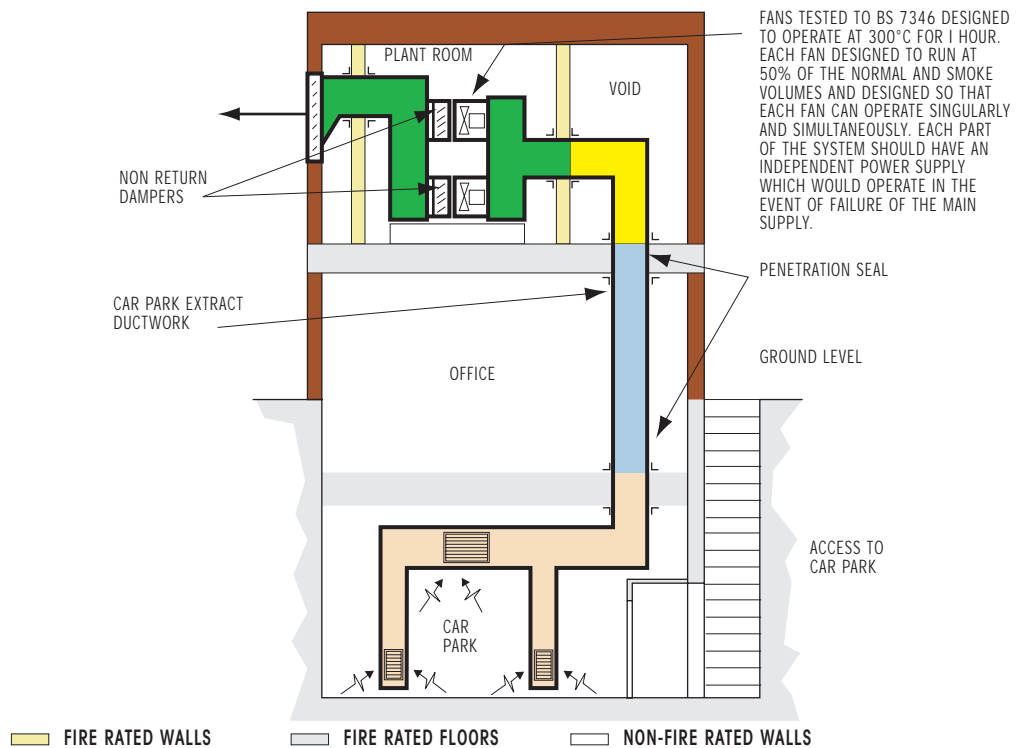 FANS TESTED TO BS 7346 DESIGNED
TO OPERATE AT 300°C FOR I HOUR.
EACH FAN DESIGNED TO RUN AT
50% OF THE NORMAL AND SMOKE
VOLUMES AND DESIGNED SO THAT
EACH FAN CAN OPERATE SINGULARLY
AND SIMULTANEOUSLY. EACH PART
OF THE SYSTEM SHOULD HAVE AN
INDEPENDENT POWER SUPPLY
WHICH WOULD OPERATE IN THE
EVENT OF FAILURE OF THE MAIN
SUPPLY.
PLANT ROOM
VOID
NON RETURN
DAMPERS
PENETRATION SEAL
CAR PARK EXTRACT
DUCTWORK
GROUND LEVEL
OFFICE
ACCESS TO
CAR PARK
CAR
PARK
FIRE RATED WALLS
FIRE RATED FLOORS
NON-FIRE RATED WALLS